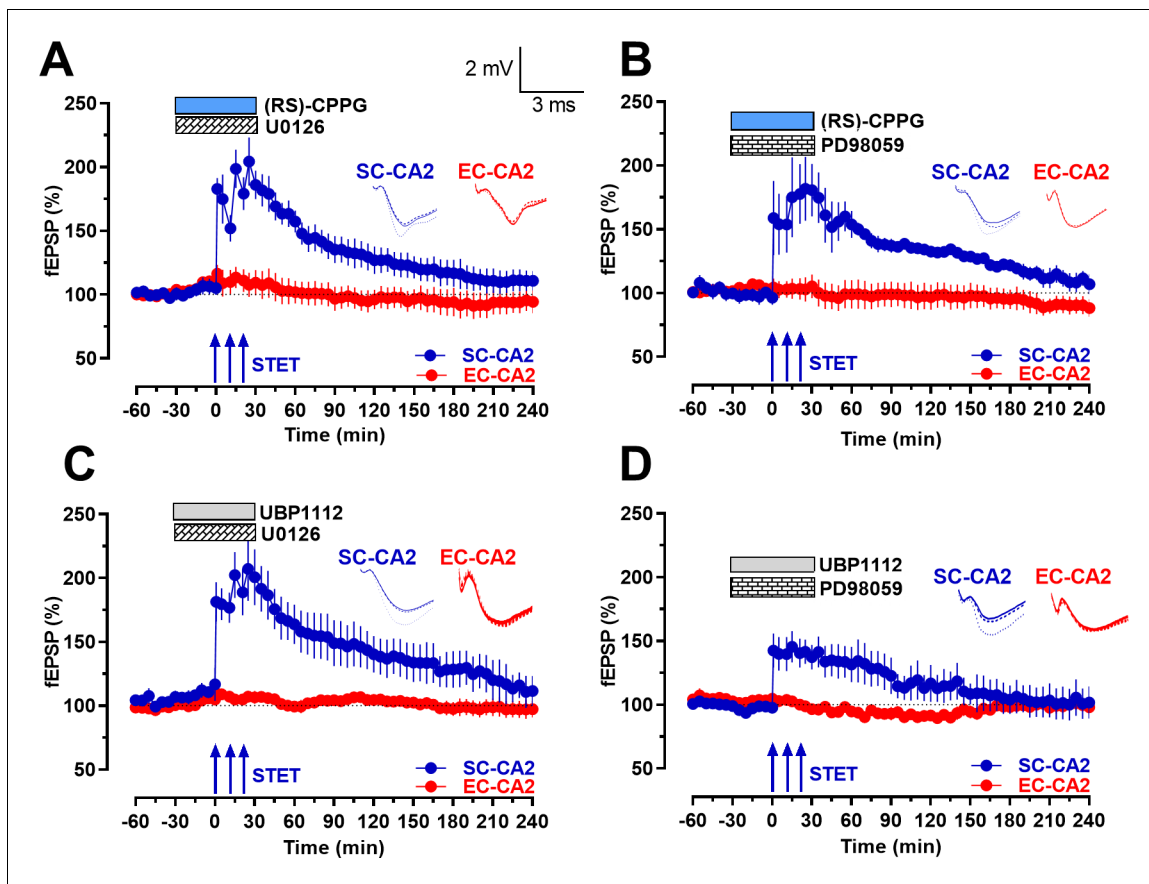 A
2 mV
3 ms
250
200
150
100
50
fEPSP (%)
(RS)-CPPG
U0126
SC-CA2
EC-CA2
STET
SC-CA2
EC-CA2
-60 -30 0 30 60 90 120 150 180 210 240
Time (min)
B
250
200
150
100
50
fEPSP (%)
(RS)-CPPG
PD98059
SC-CA2
EC-CA2
STET
SC-CA2
EC-CA2
-60 -30 0 30 60 90 120 150 180 210 240
Time (min)
C
250
200
150
100
50
fEPSP (%)
UBP1112
U0126
SC-CA2
EC-CA2
STET
SC-CA2
EC-CA2
-60 -30 0 30 60 90 120 150 180 210 240
Time (min)
D
250
200
150
100
50
fEPSP (%)
UBP1112
PD98059
SC-CA2
EC-CA2
STET
SC-CA2
EC-CA2
-60 -30 0 30 60 90 120 150 180 210 240
Time (min)